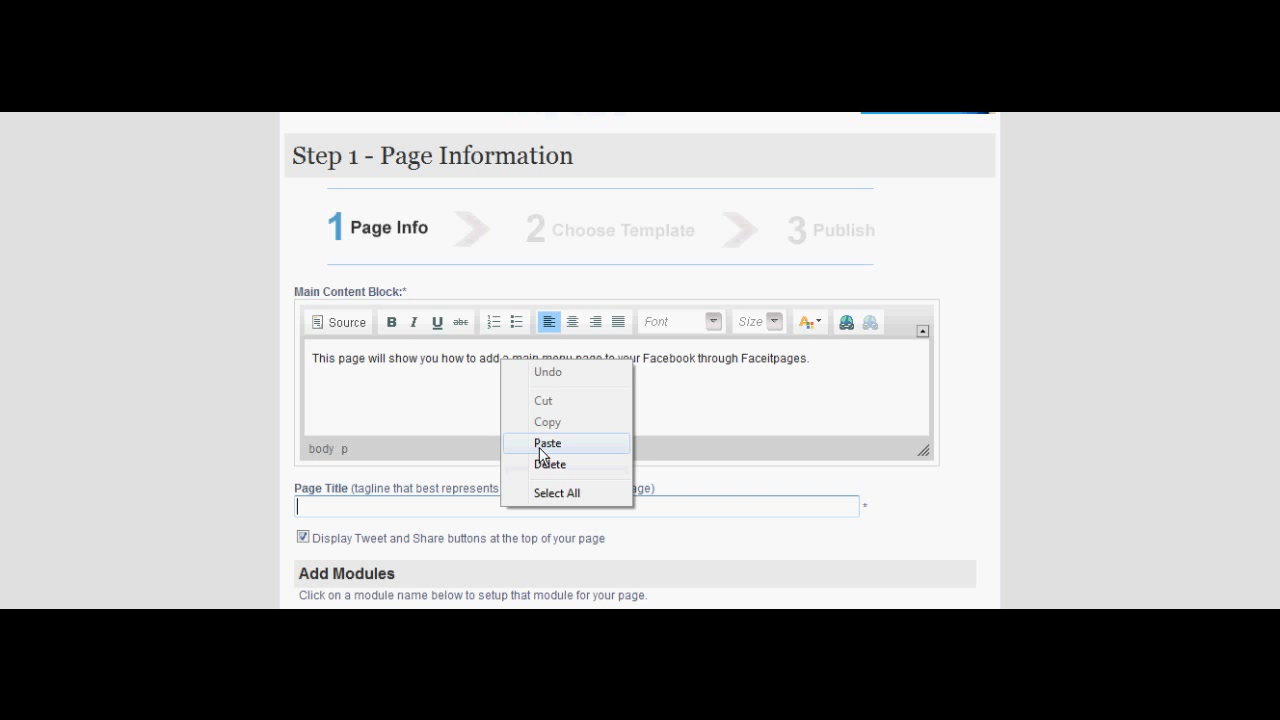 Step 1 - Page Information
1 Page Info 2 Choose Template 3 Publish
Main Content Block:*
Source B I U abc Font Size A
This page will show you how to add a main menu page to your Facebook through Faceitpages.
Undo
Cut
Copy
Paste
Delete
Select All
body p
Page Title (tagline that best represents age)
*
Display Tweet and Share buttons at the top of your page
Add Modules
Click on a module name below to setup that module for your page.